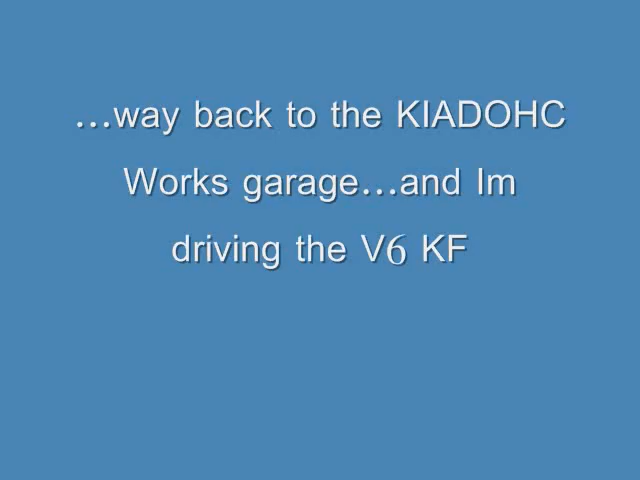 …way back to the KIADOHC
Works garage…and Im
driving the V6 KF